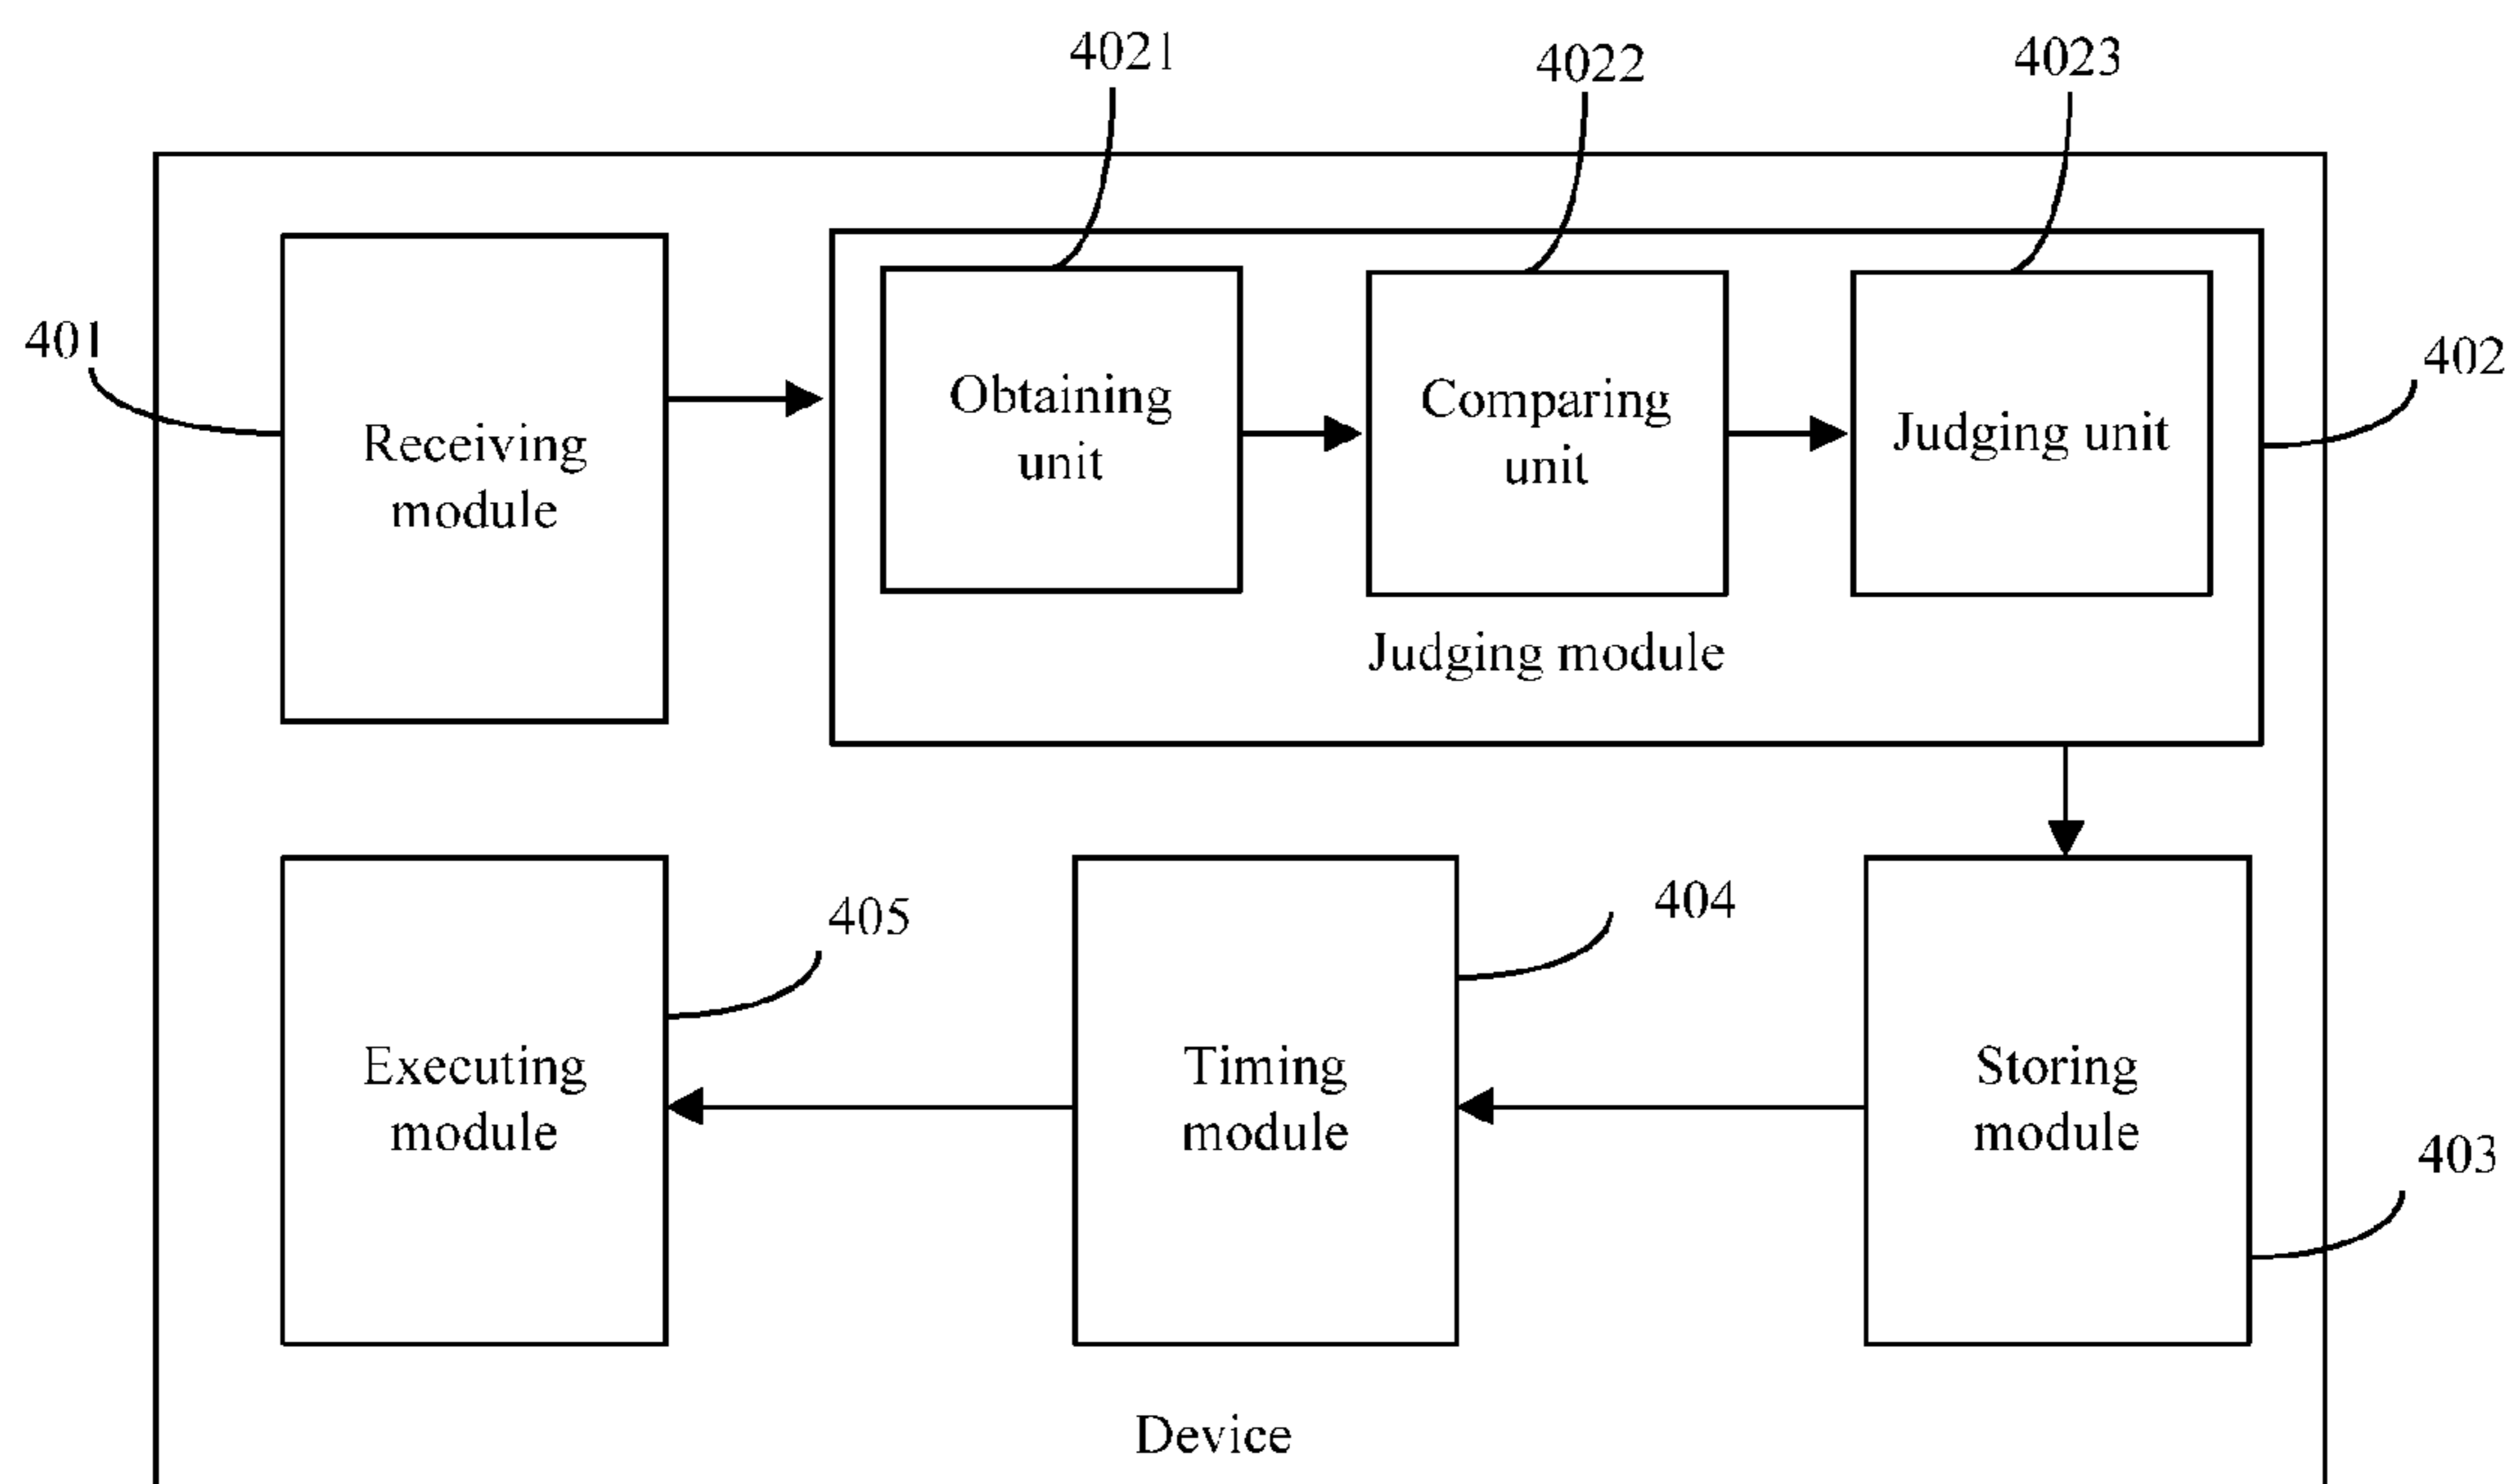 4021
4022
4023
401
402
Receiving
module
Obtaining
unit
Comparing
unit
Judging unit
Judging module
405
404
403
Executing
module
Timing
module
Storing
module
Device